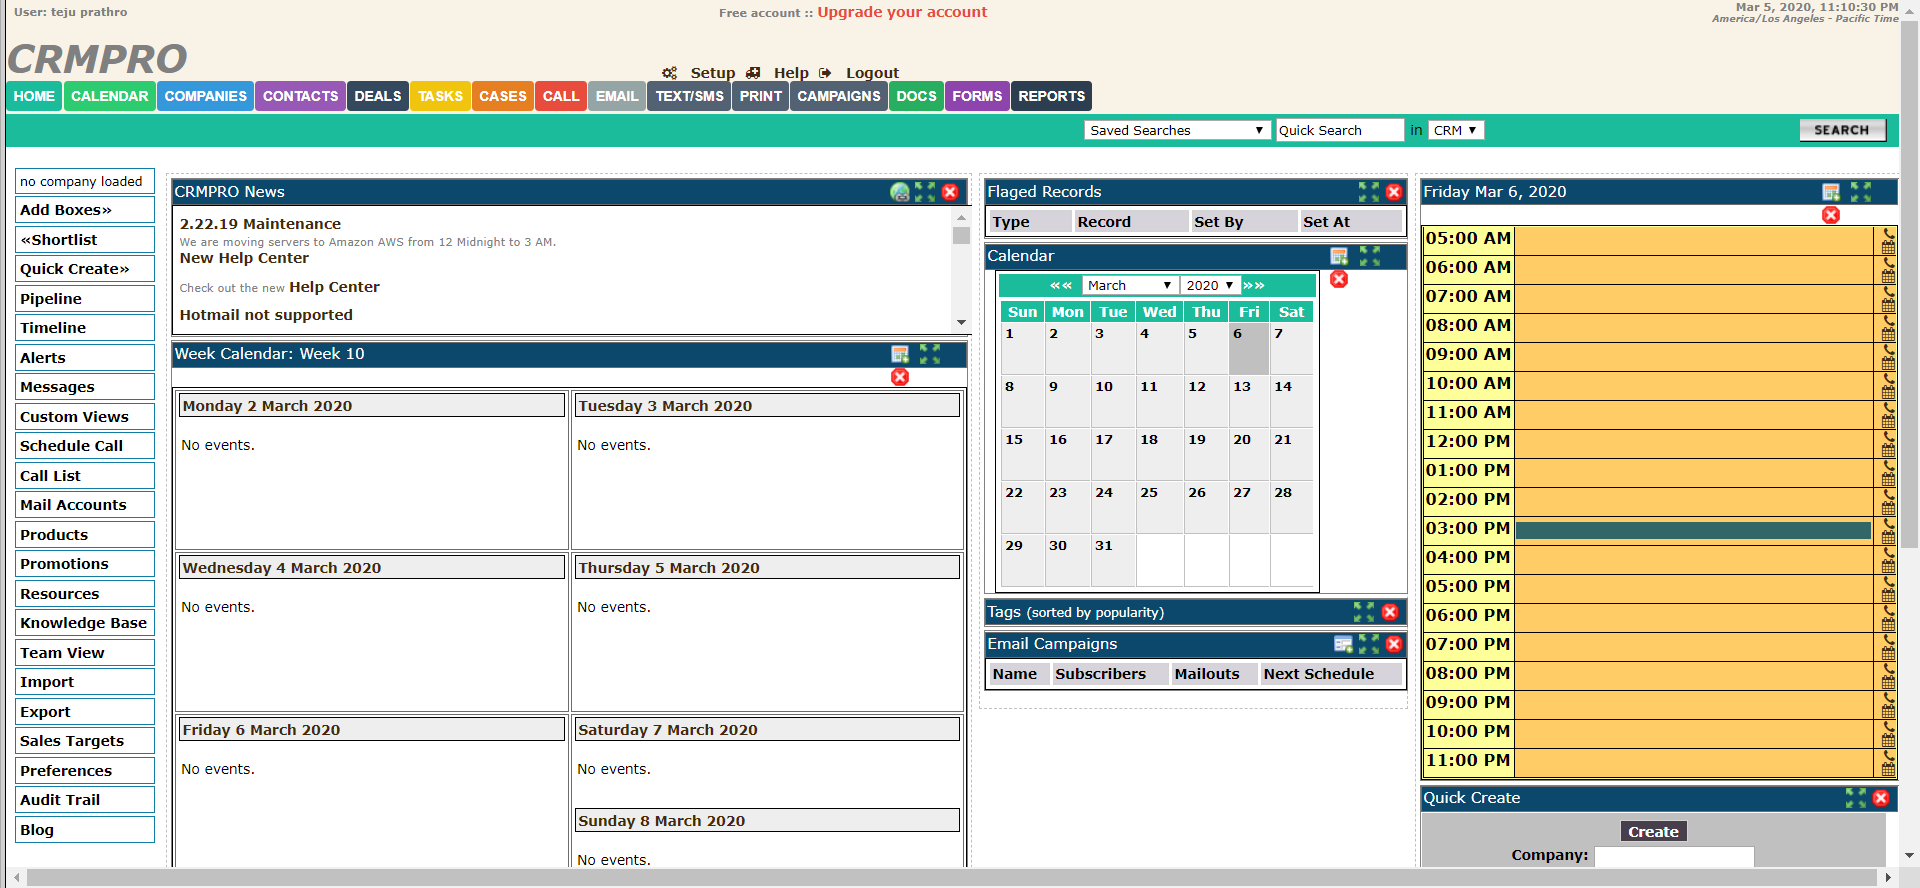 User: teju prathro
Free account :: Upgrade your account
Mar 5, 2020, 11:10:30 PM
America/Los Angeles - Pacific Time
CRMPRO
Setup Help Logout
HOME CALENDAR COMPANIES CONTACTS DEALS TASKS CASES CALL EMAIL TEXT/SMS PRINT CAMPAIGNS DOCS FORMS REPORTS
Saved Searches Quick Search in CRM SEARCH
no company loaded
Add Boxes»
«Shortlist
Quick Create»
Pipeline
Timeline
Alerts
Messages
Custom Views
Schedule Call
Call List
Mail Accounts
Products
Promotions
Resources
Knowledge Base
Team View
Import
Export
Sales Targets
Preferences
Audit Trail
Blog
CRMPRO News
2.22.19 Maintenance
We are moving servers to Amazon AWS from 12 Midnight to 3 AM.
New Help Center
Check out the new Help Center
Hotmail not supported
Week Calendar: Week 10
Monday 2 March 2020
No events.
Tuesday 3 March 2020
No events.
Wednesday 4 March 2020
No events.
Thursday 5 March 2020
No events.
Friday 6 March 2020
No events.
Saturday 7 March 2020
No events.
Sunday 8 March 2020
No events.
Flaged Records
Type Record Set By Set At
Calendar
«« March 2020 »»
Sun Mon Tue Wed Thu Fri Sat
1 2 3 4 5 6 7
8 9 10 11 12 13 14
15 16 17 18 19 20 21
22 23 24 25 26 27 28
29 30 31
Tags (sorted by popularity)
Email Campaigns
Name Subscribers Mailouts Next Schedule
Friday Mar 6, 2020
05:00 AM
06:00 AM
07:00 AM
08:00 AM
09:00 AM
10:00 AM
11:00 AM
12:00 PM
01:00 PM
02:00 PM
03:00 PM
04:00 PM
05:00 PM
06:00 PM
07:00 PM
08:00 PM
09:00 PM
10:00 PM
11:00 PM
Quick Create
Create
Company: